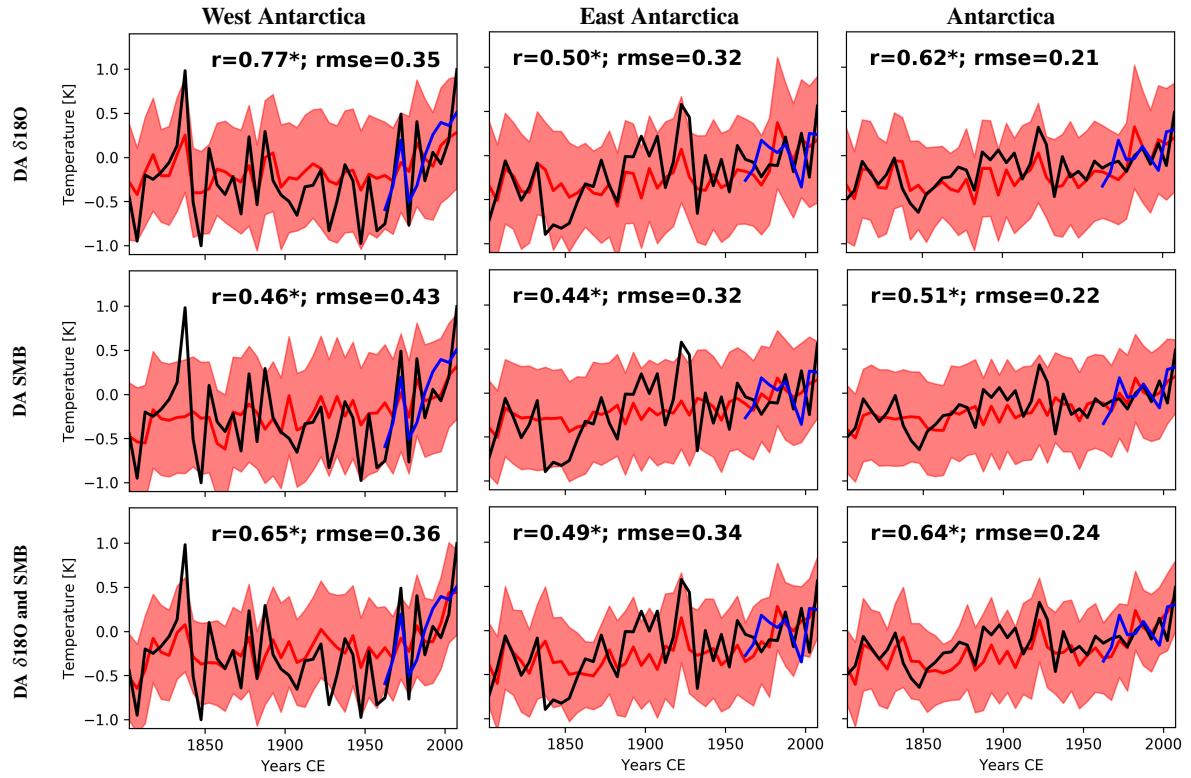 West Antarctica East Antarctica Antarctica
DA δ18O
Temperature [K]
1.0
0.5
0.0
−0.5
−1.0
r=0.77*; rmse=0.35
r=0.50*; rmse=0.32
r=0.62*; rmse=0.21
DA SMB
Temperature [K]
1.0
0.5
0.0
−0.5
−1.0
r=0.46*; rmse=0.43
r=0.44*; rmse=0.32
r=0.51*; rmse=0.22
DA δ18O and SMB
Temperature [K]
1.0
0.5
0.0
−0.5
−1.0
r=0.65*; rmse=0.36
r=0.49*; rmse=0.34
r=0.64*; rmse=0.24
1850 1900 1950 2000
Years CE
1850 1900 1950 2000
Years CE
1850 1900 1950 2000
Years CE